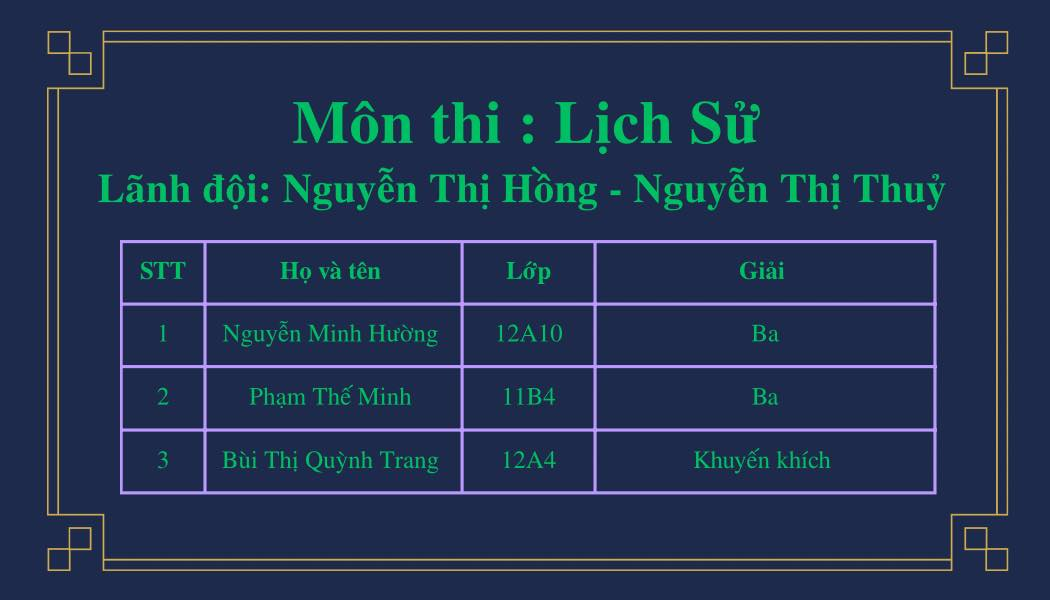 Môn thi : Lịch Sử
Lãnh đội: Nguyễn Thị Hồng - Nguyễn Thị Thuỷ
STT Họ và tên Lớp Giải
1 Nguyễn Minh Hường 12A10 Ba
2 Phạm Thế Minh 11B4 Ba
3 Bùi Thị Quỳnh Trang 12A4 Khuyến khích